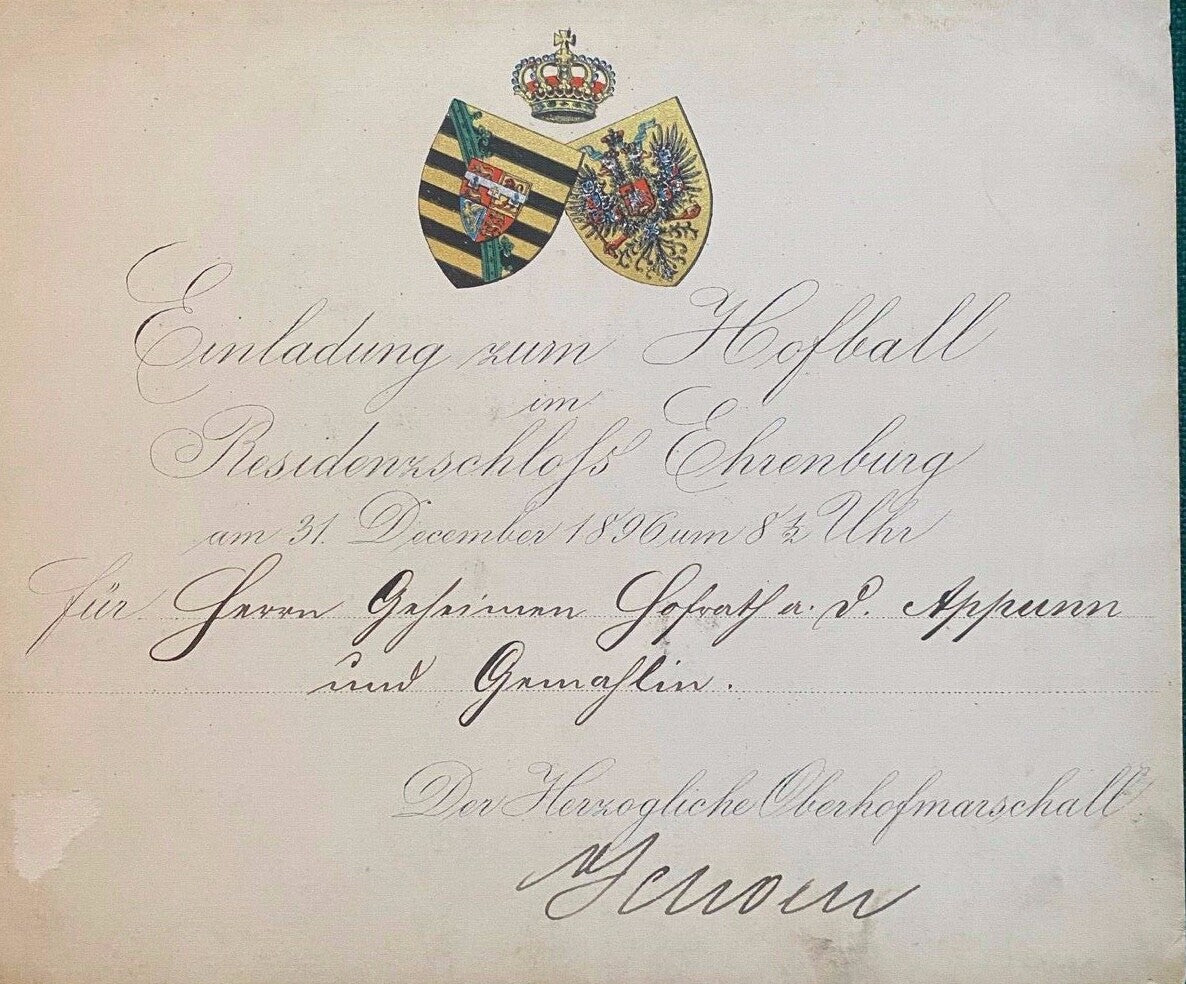 Einladung zum Hofball
im
Residenzschloſs Ehrenburg
am 31. December 1896 um 8½ Uhr
für Herrn Geheimen Hofrath a. D. Appunn
und Gemahlin.
Der Herzogliche Oberhofmarschall
vSchoen